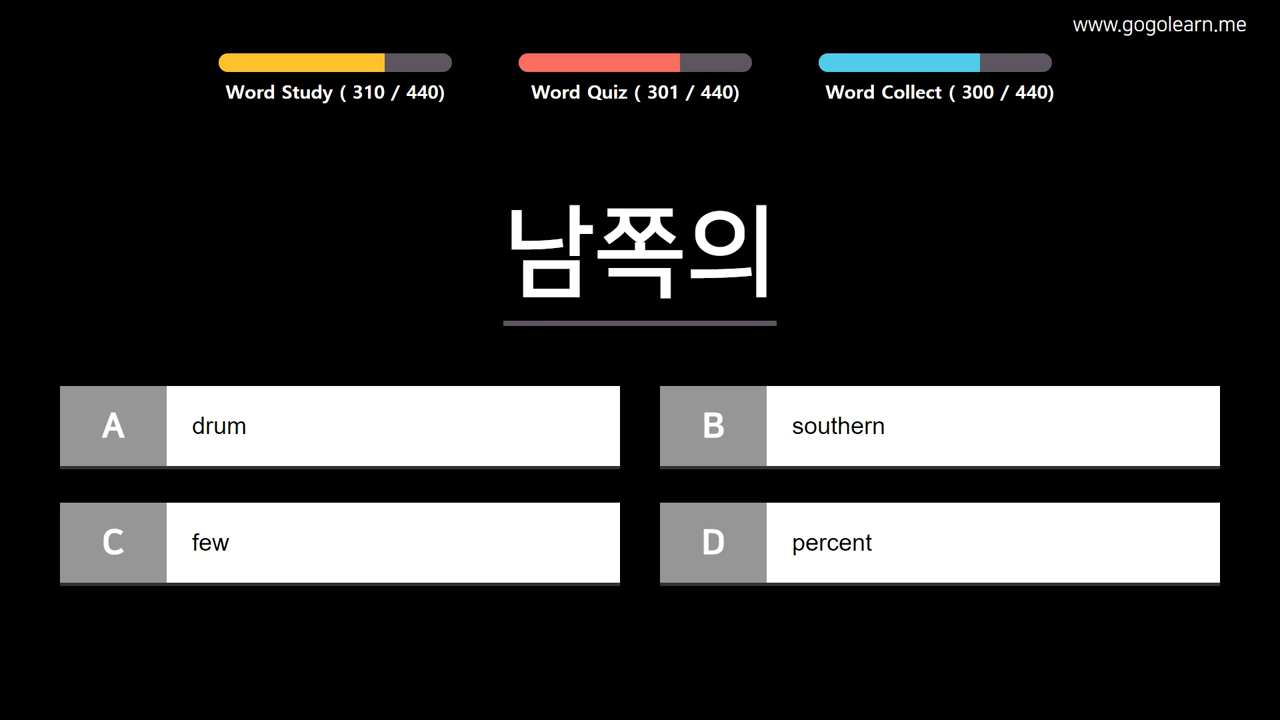 www.gogolearn.me
Word Study ( 310 / 440)
Word Quiz ( 301 / 440)
Word Collect ( 300 / 440)
남쪽의
A drum
B southern
C few
D percent